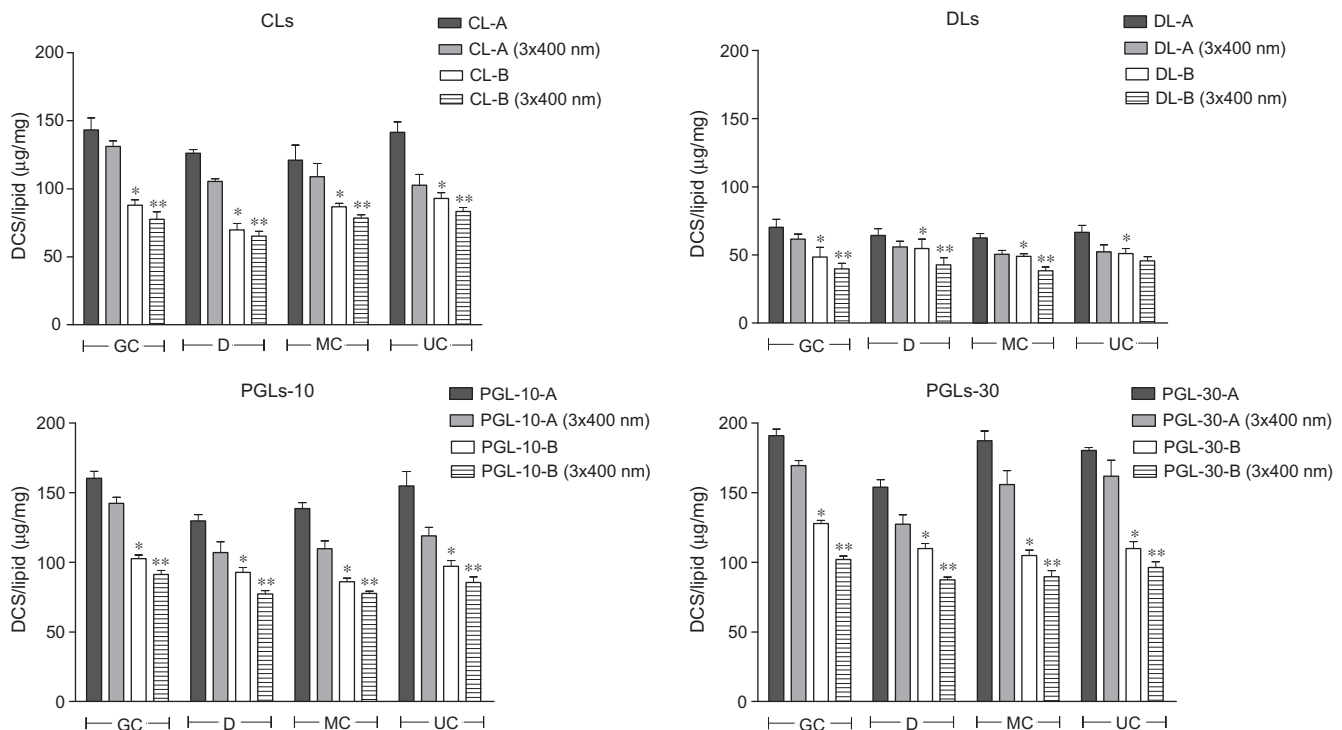 CLs
CL-A
CL-A (3x400 nm)
CL-B
CL-B (3x400 nm)
DCS/lipid (µg/mg)
200
150
100
50
0
* ** * ** * ** * **
GC D MC UC
DLs
DL-A
DL-A (3x400 nm)
DL-B
DL-B (3x400 nm)
DCS/lipid (µg/mg)
200
150
100
50
0
* ** * ** * ** *
GC D MC UC
PGLs-10
PGL-10-A
PGL-10-A (3x400 nm)
PGL-10-B
PGL-10-B (3x400 nm)
DCS/lipid (µg/mg)
200
150
100
50
0
* ** * ** * ** * **
GC D MC UC
PGLs-30
PGL-30-A
PGL-30-A (3x400 nm)
PGL-30-B
PGL-30-B (3x400 nm)
DCS/lipid (µg/mg)
200
150
100
50
0
* ** * ** * ** * **
GC D MC UC